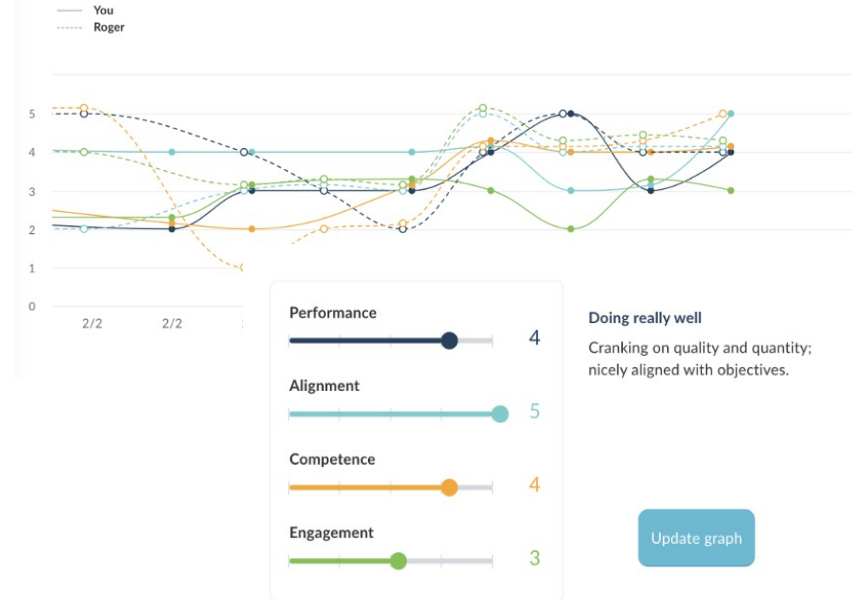 You
Roger
5
4
3
2
1
0
2/2 2/2
Performance
4
Alignment
5
Competence
4
Engagement
3
Doing really well
Cranking on quality and quantity;
nicely aligned with objectives.
Update graph